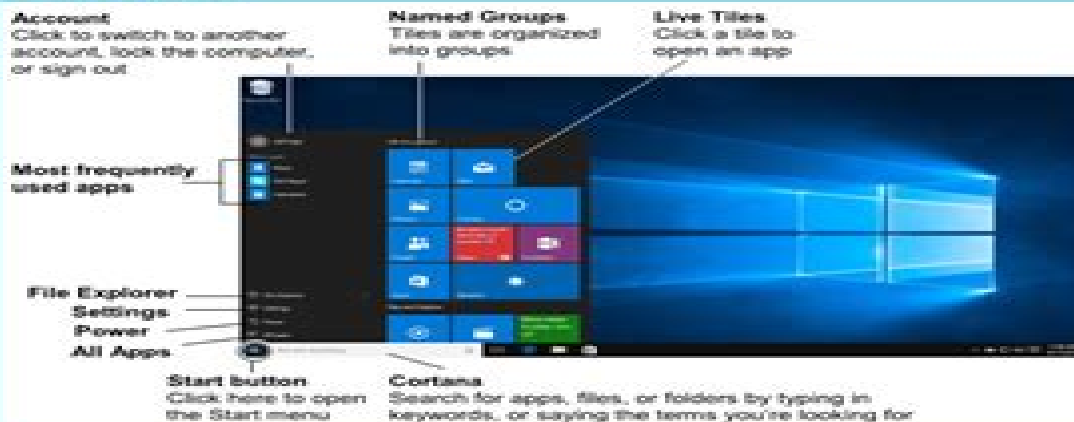 Account
Click to switch to another
account, lock the computer,
or sign out
Named Groups
Tiles are organized
into groups
Live Tiles
Click a tile to
open an app
Most frequently
used apps
File Explorer
Settings
Power
All Apps
Start button
Click here to open
the Start menu
Cortana
Search for apps, files, or folders by typing in
keywords, or saying the terms you're looking for